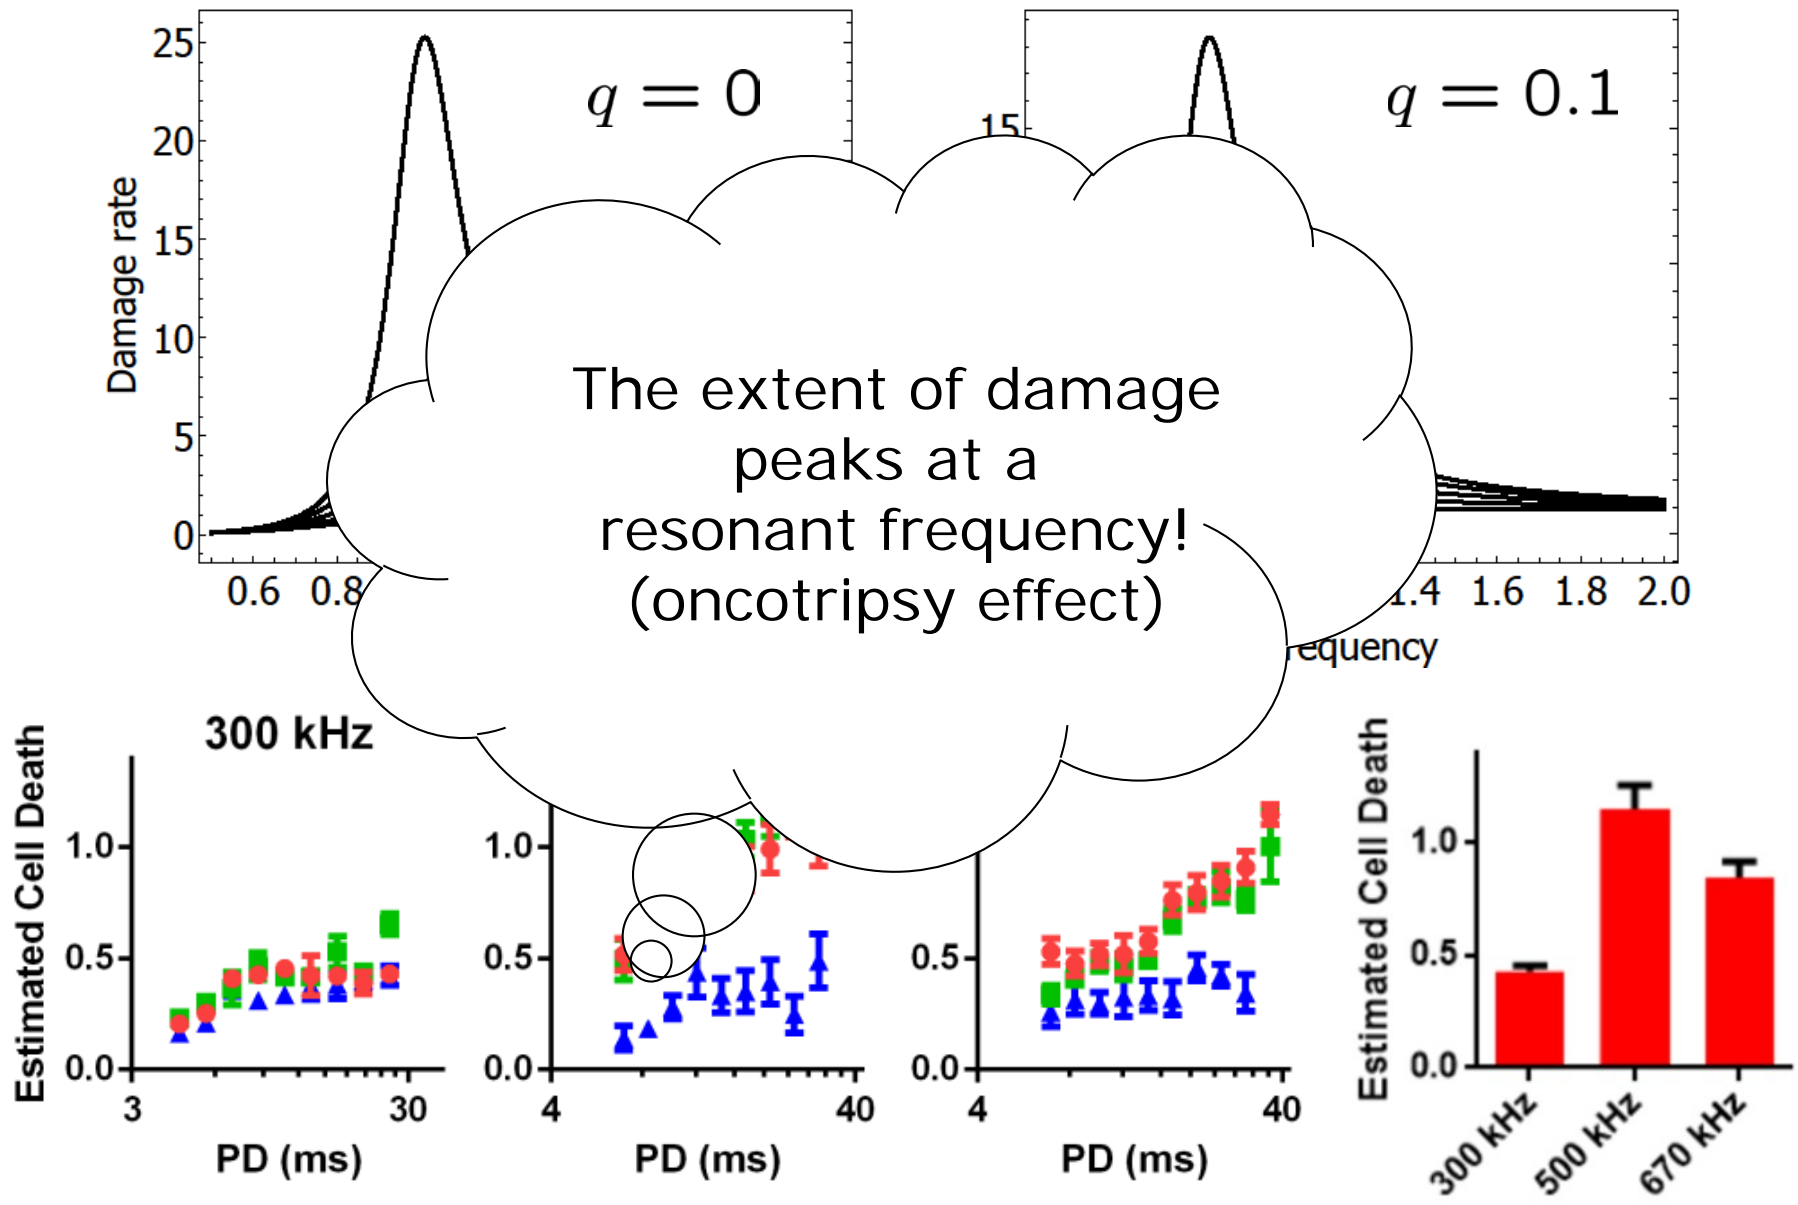 25
20
15
10
5
0
Damage rate
q = 0
0.6 0.8
15
q = 0.1
1.4 1.6 1.8 2.0
requency
The extent of damage
peaks at a
resonant frequency!
(oncotripsy effect)
300 kHz
Estimated Cell Death
1.0
0.5
0.0
3 30
PD (ms)
1.0
0.5
0.0
4 40
PD (ms)
0.5
0.0
4 40
PD (ms)
Estimated Cell Death
1.0
0.5
0.0
300 kHz
500 kHz
670 kHz